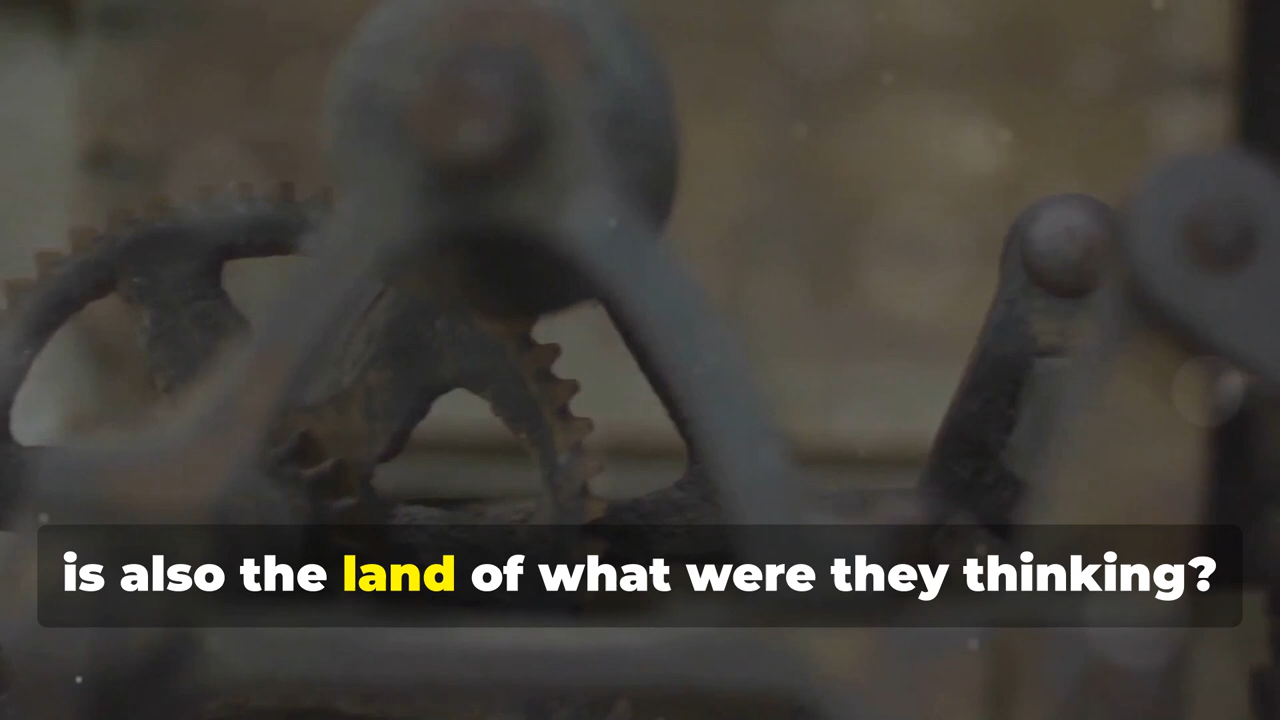 is also the land of what were they thinking?